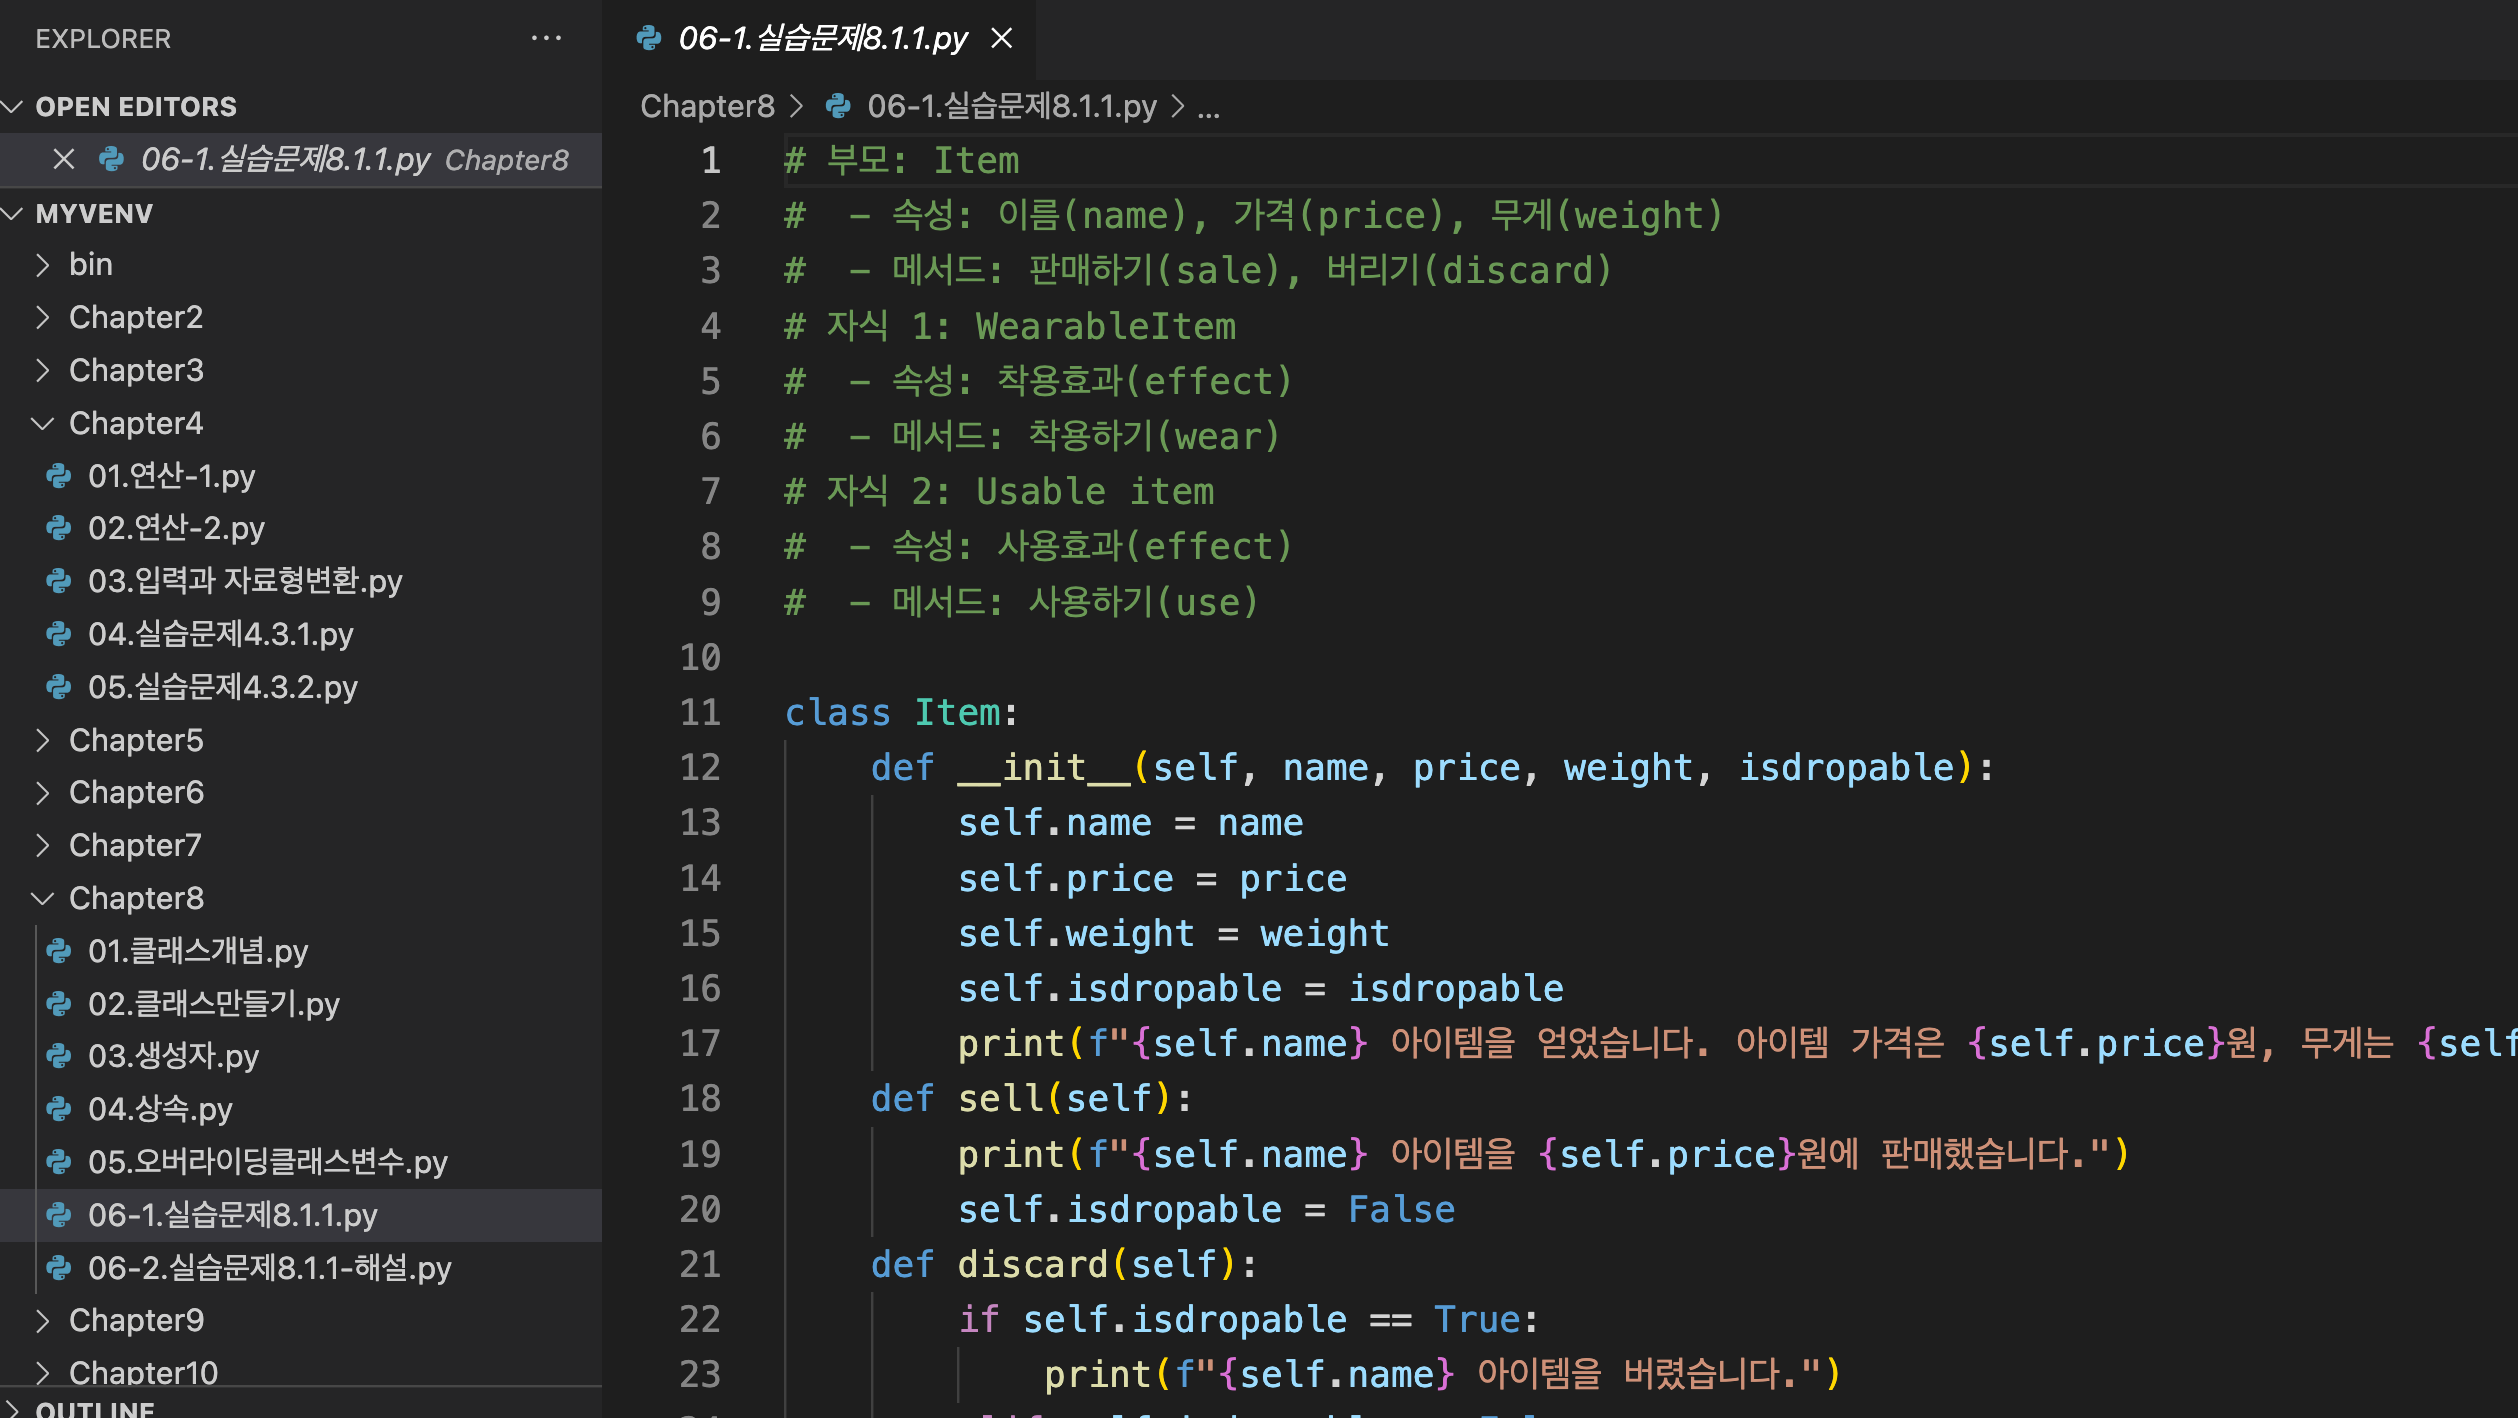 EXPLORER
OPEN EDITORS
06-1.실습문제8.1.1.py Chapter8
MYVENV
bin
Chapter2
Chapter3
Chapter4
01.연산-1.py
02.연산-2.py
03.입력과 자료형변환.py
04.실습문제4.3.1.py
05.실습문제4.3.2.py
Chapter5
Chapter6
Chapter7
Chapter8
01.클래스개념.py
02.클래스만들기.py
03.생성자.py
04.상속.py
05.오버라이딩클래스변수.py
06-1.실습문제8.1.1.py
06-2.실습문제8.1.1-해설.py
Chapter9
Chapter10
OUTLINE
06-1.실습문제8.1.1.py
Chapter8 > 06-1.실습문제8.1.1.py > ...
1 # 부모: Item
2 #  - 속성: 이름(name), 가격(price), 무게(weight)
3 #  - 메서드: 판매하기(sale), 버리기(discard)
4 # 자식 1: WearableItem
5 #  - 속성: 착용효과(effect)
6 #  - 메서드: 착용하기(wear)
7 # 자식 2: Usable item
8 #  - 속성: 사용효과(effect)
9 #  - 메서드: 사용하기(use)
10
11 class Item:
12     def __init__(self, name, price, weight, isdropable):
13         self.name = name
14         self.price = price
15         self.weight = weight
16         self.isdropable = isdropable
17         print(f"{self.name} 아이템을 얻었습니다. 아이템 가격은 {self.price}원, 무게는 {self
18     def sell(self):
19         print(f"{self.name} 아이템을 {self.price}원에 판매했습니다.")
20         self.isdropable = False
21     def discard(self):
22         if self.isdropable == True:
23             print(f"{self.name} 아이템을 버렸습니다.")